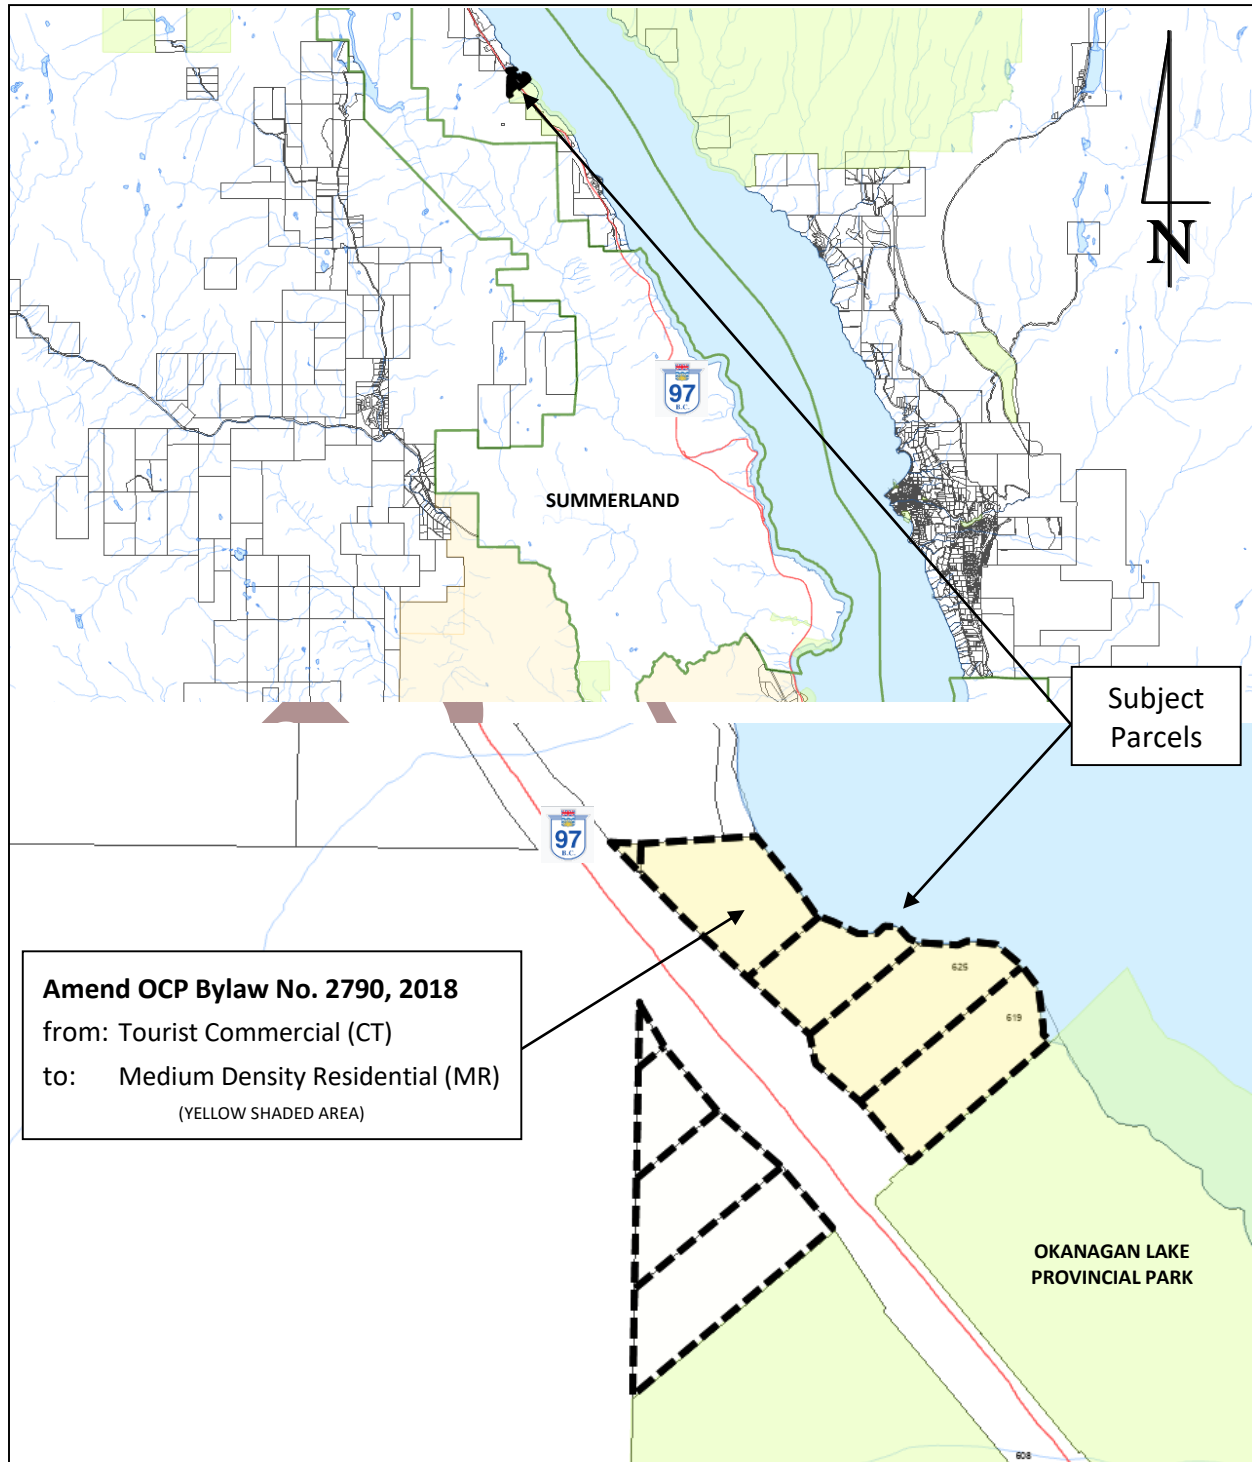 N
97
B.C.
SUMMERLAND
Subject
Parcels
97
B.C.
Amend OCP Bylaw No. 2790, 2018
from: Tourist Commercial (CT)
to: Medium Density Residential (MR)
(YELLOW SHADED AREA)
625
619
OKANAGAN LAKE
PROVINCIAL PARK
608